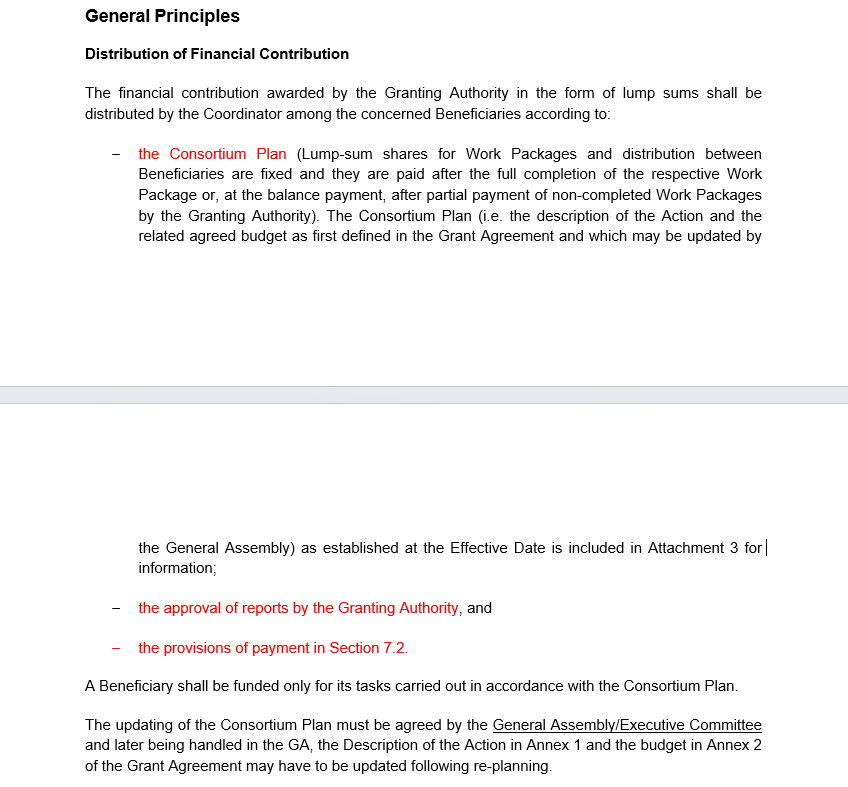 General Principles
Distribution of Financial Contribution
The financial contribution awarded by the Granting Authority in the form of lump sums shall be
distributed by the Coordinator among the concerned Beneficiaries according to:
– the Consortium Plan (Lump-sum shares for Work Packages and distribution between
Beneficiaries are fixed and they are paid after the full completion of the respective Work
Package or, at the balance payment, after partial payment of non-completed Work Packages
by the Granting Authority). The Consortium Plan (i.e. the description of the Action and the
related agreed budget as first defined in the Grant Agreement and which may be updated by
the General Assembly) as established at the Effective Date is included in Attachment 3 for
information;
– the approval of reports by the Granting Authority, and
– the provisions of payment in Section 7.2.
A Beneficiary shall be funded only for its tasks carried out in accordance with the Consortium Plan.
The updating of the Consortium Plan must be agreed by the General Assembly/Executive Committee
and later being handled in the GA, the Description of the Action in Annex 1 and the budget in Annex 2
of the Grant Agreement may have to be updated following re-planning.